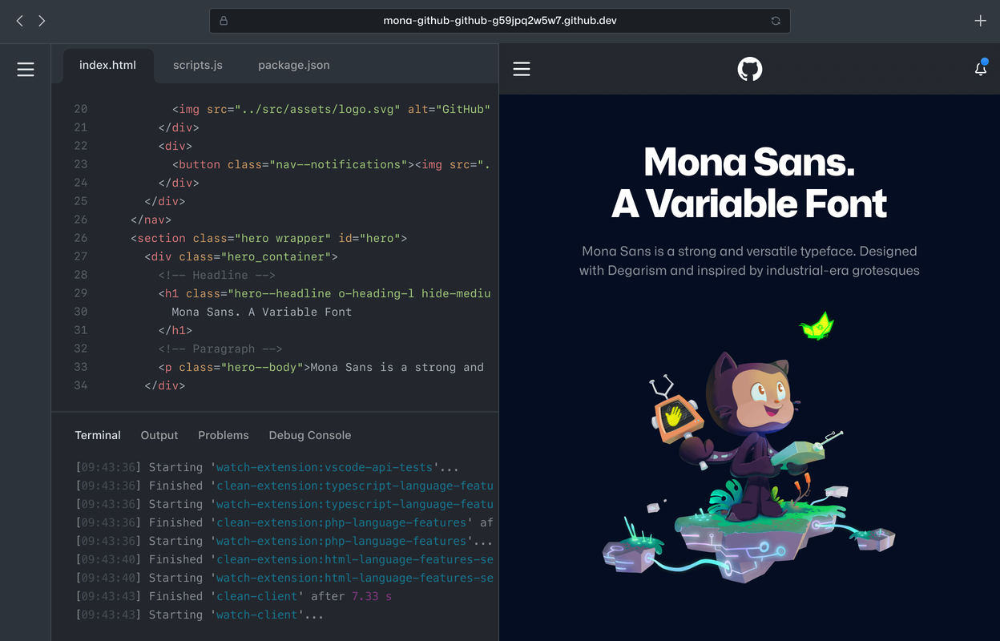 mona-github-github-g59jpq2w5w7.github.dev
index.html scripts.js package.json
20 <img src="../src/assets/logo.svg" alt="GitHub"
21 </div>
22 <div>
23 <button class="nav--notifications"><img src=".
24 </div>
25 </div>
26 </nav>
26 <section class="hero wrapper" id="hero">
27 <div class="hero_container">
28 <!-- Headline -->
29 <h1 class="hero--headline o-heading-l hide-mediu
30 Mona Sans. A Variable Font
31 </h1>
32 <!-- Paragraph -->
33 <p class="hero--body">Mona Sans is a strong and
34 </div>
Terminal Output Problems Debug Console
[09:43:36] Starting 'watch-extension:vscode-api-tests'...
[09:43:36] Finished 'clean-extension:typescript-language-featu
[09:43:36] Starting 'watch-extension:typescript-language-featu
[09:43:36] Finished 'clean-extension:php-language-features' af
[09:43:36] Starting 'watch-extension:php-language-features'...
[09:43:40] Finished 'clean-extension:html-language-features-se
[09:43:40] Starting 'watch-extension:html-language-features-se
[09:43:43] Finished 'clean-client' after 7.33 s
[09:43:43] Starting 'watch-client'...
Mona Sans.
A Variable Font
Mona Sans is a strong and versatile typeface. Designed
with Degarism and inspired by industrial-era grotesques